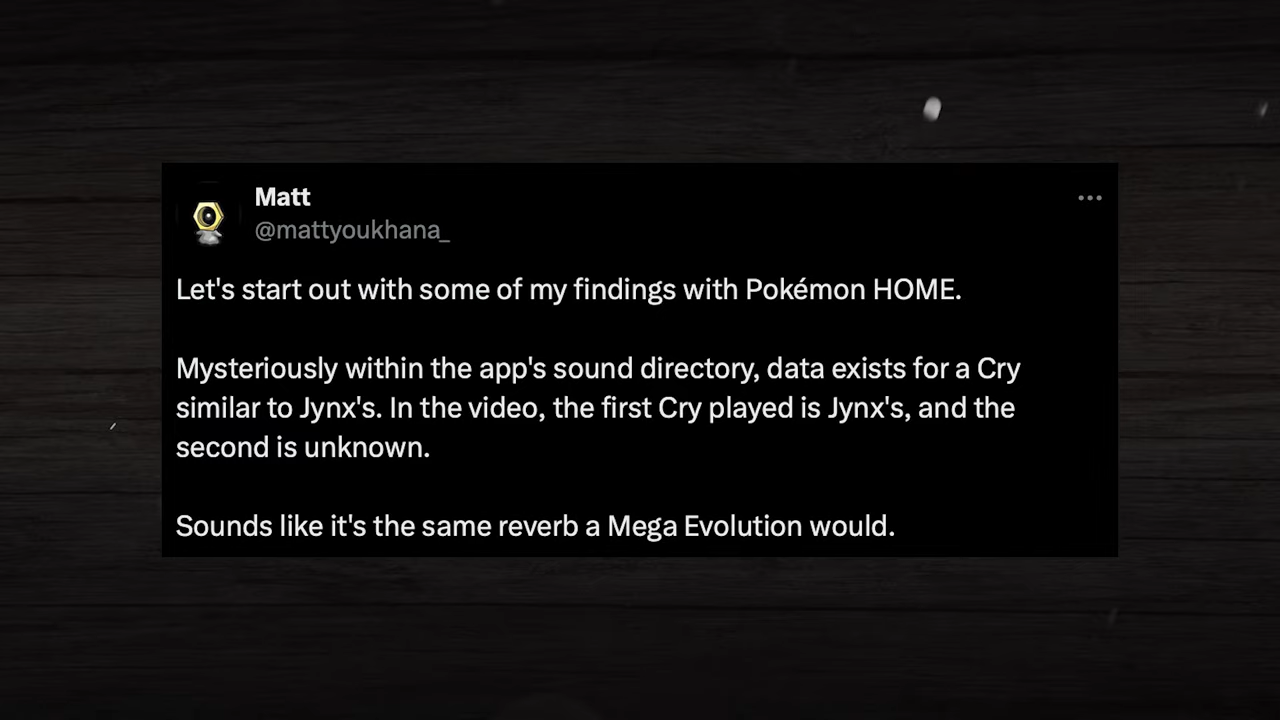 Matt
@mattyoukhana_
Let's start out with some of my findings with Pokémon HOME.
Mysteriously within the app's sound directory, data exists for a Cry
similar to Jynx's. In the video, the first Cry played is Jynx's, and the
second is unknown.
Sounds like it's the same reverb a Mega Evolution would.